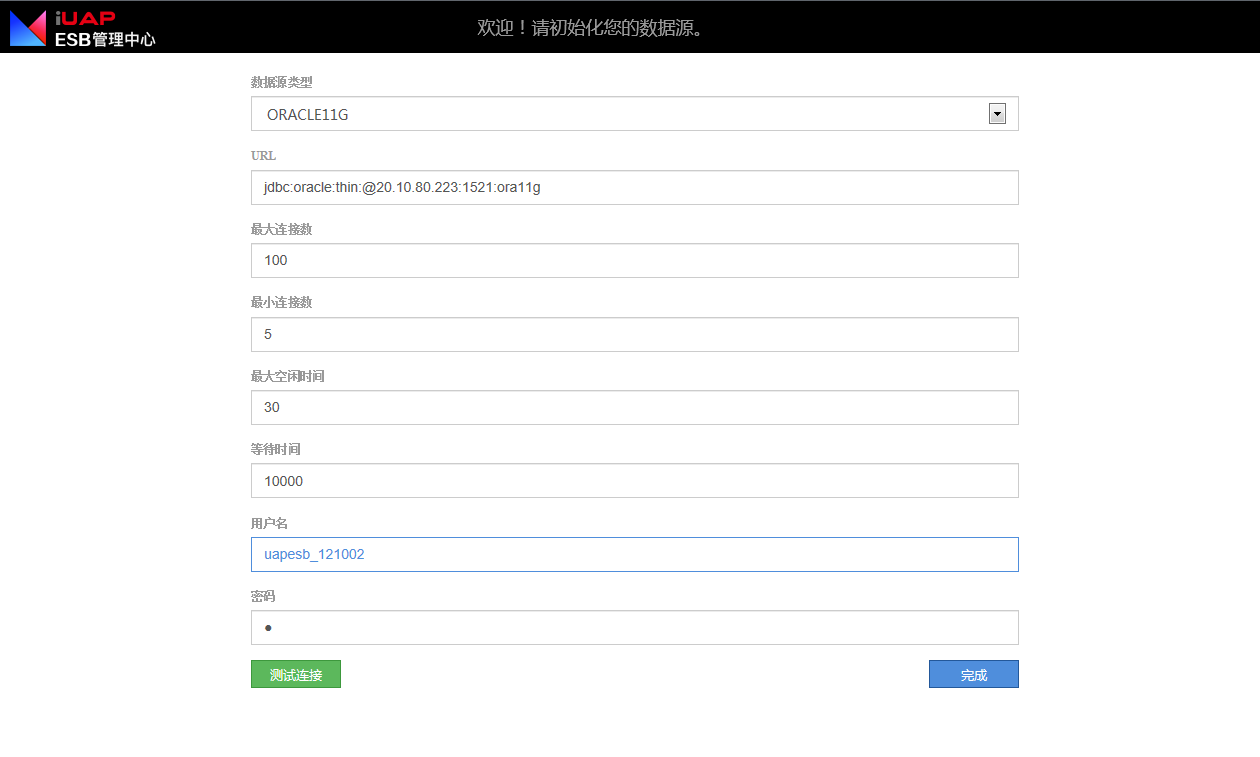 iUAP
ESB管理中心
欢迎！请初始化您的数据源。
数据源类型
ORACLE11G
URL
jdbc:oracle:thin:@20.10.80.223:1521:ora11g
最大连接数
100
最小连接数
5
最大空闲时间
30
等待时间
10000
用户名
uapesb_121002
密码
●
测试连接
完成